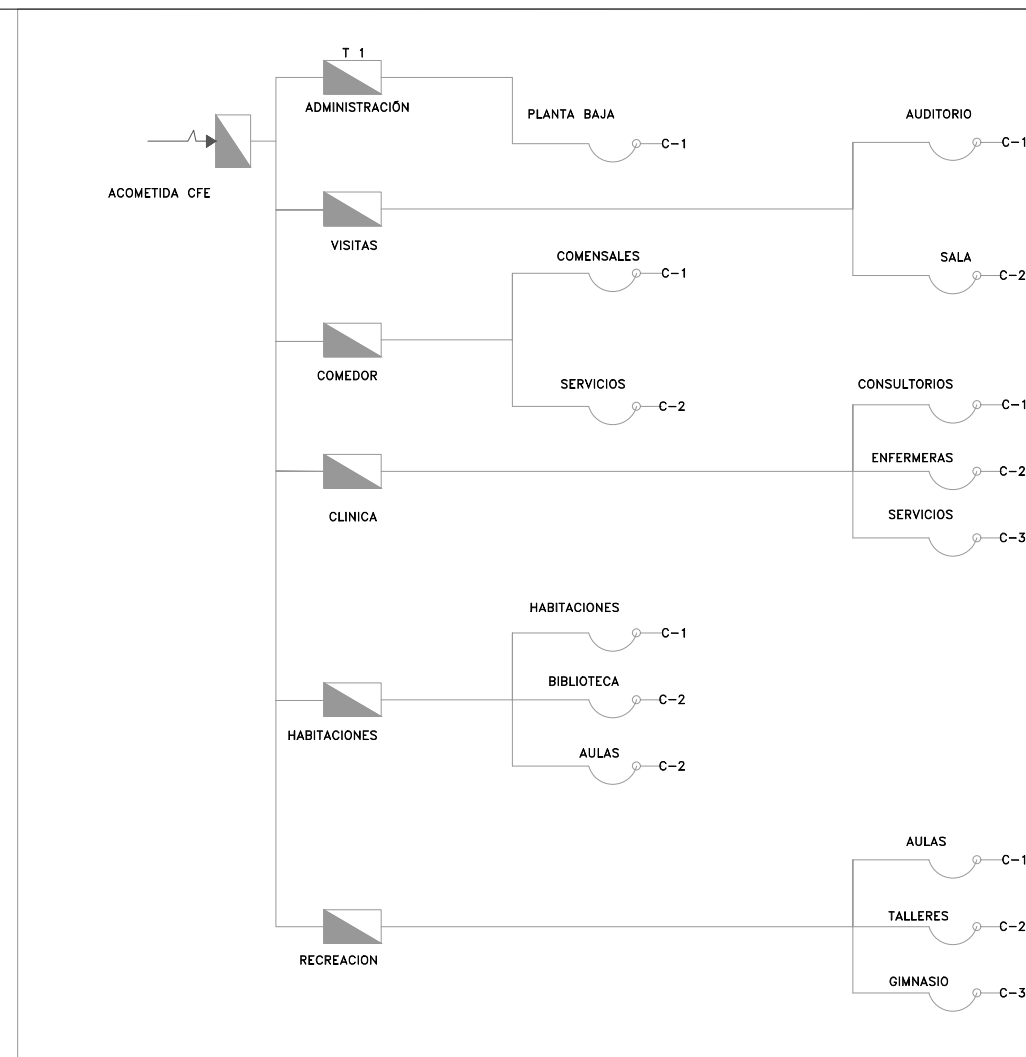 T 1
ADMINISTRACIÓN
PLANTA BAJA
C-1
AUDITORIO
C-1
ACOMETIDA CFE
VISITAS
SALA
C-2
COMENSALES
C-1
COMEDOR
SERVICIOS
C-2
CONSULTORIOS
C-1
ENFERMERAS
C-2
SERVICIOS
C-3
CLINICA
HABITACIONES
C-1
BIBLIOTECA
C-2
AULAS
C-2
HABITACIONES
AULAS
C-1
TALLERES
C-2
GIMNASIO
C-3
RECREACION